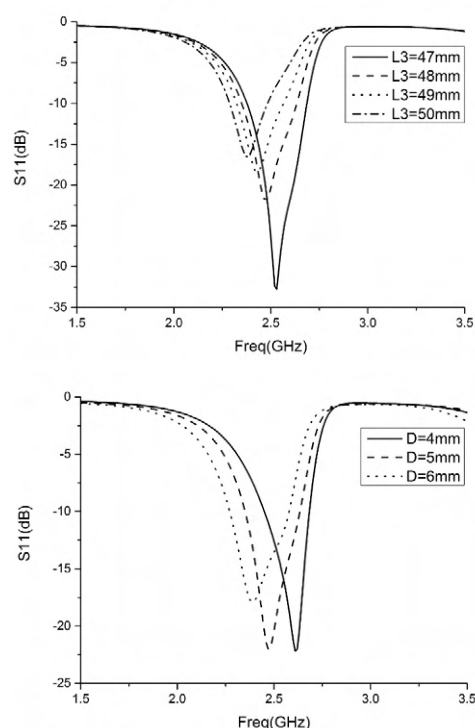 0
-5
-10
-15
-20
-25
-30
-35
S11(dB)
L3=47mm
L3=48mm
L3=49mm
L3=50mm
1.5 2.0 2.5 3.0 3.5
Freq(GHz)
0
-5
-10
-15
-20
-25
S11(dB)
D=4mm
D=5mm
D=6mm
1.5 2.0 2.5 3.0 3.5
Freq(GHz)